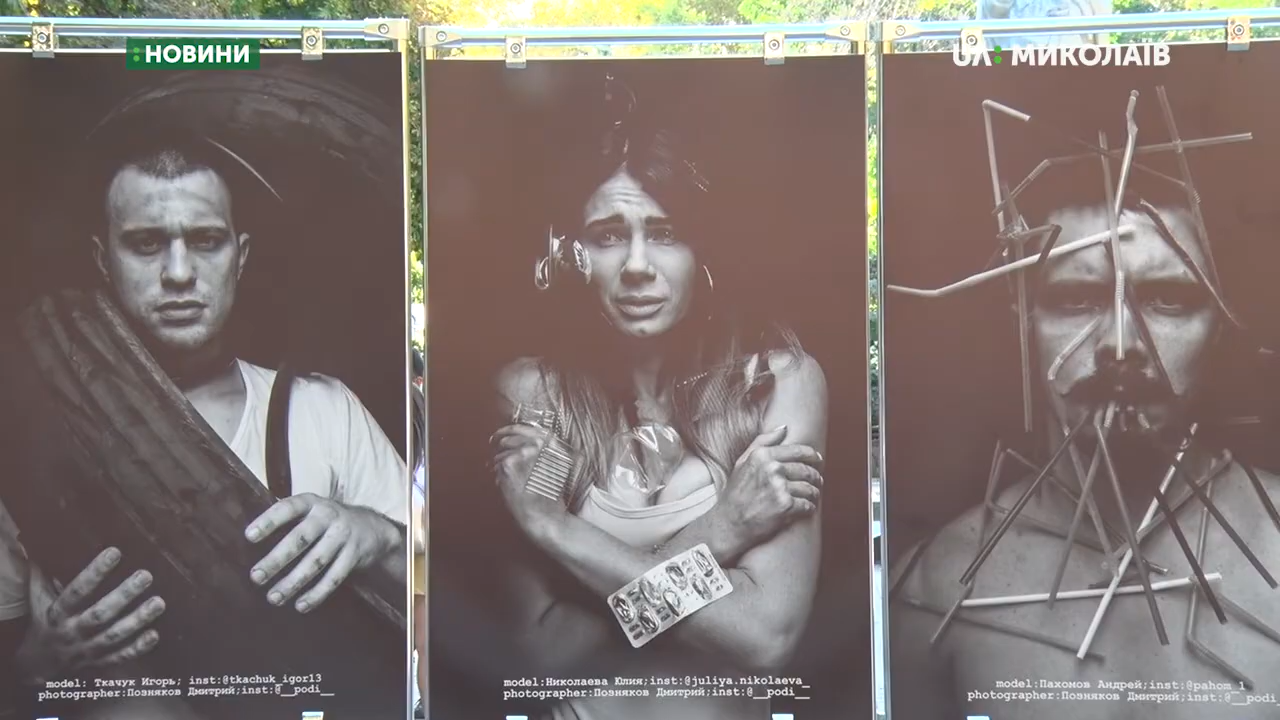 :НОВИНИ
UA: МИКОЛАЇВ
model: Ткачук Игорь; inst:@tkachuk_igor13
photographer:Позняков Дмитрий;inst:@__podi__
model:Николаева Юлия;inst:@juliya.nikolaeva_
photographer:Позняков Дмитрий;inst:@__podi__
model:Пахомов Андрей;inst:@pahom_1
photographer:Позняков Дмитрий;inst:@__podi__